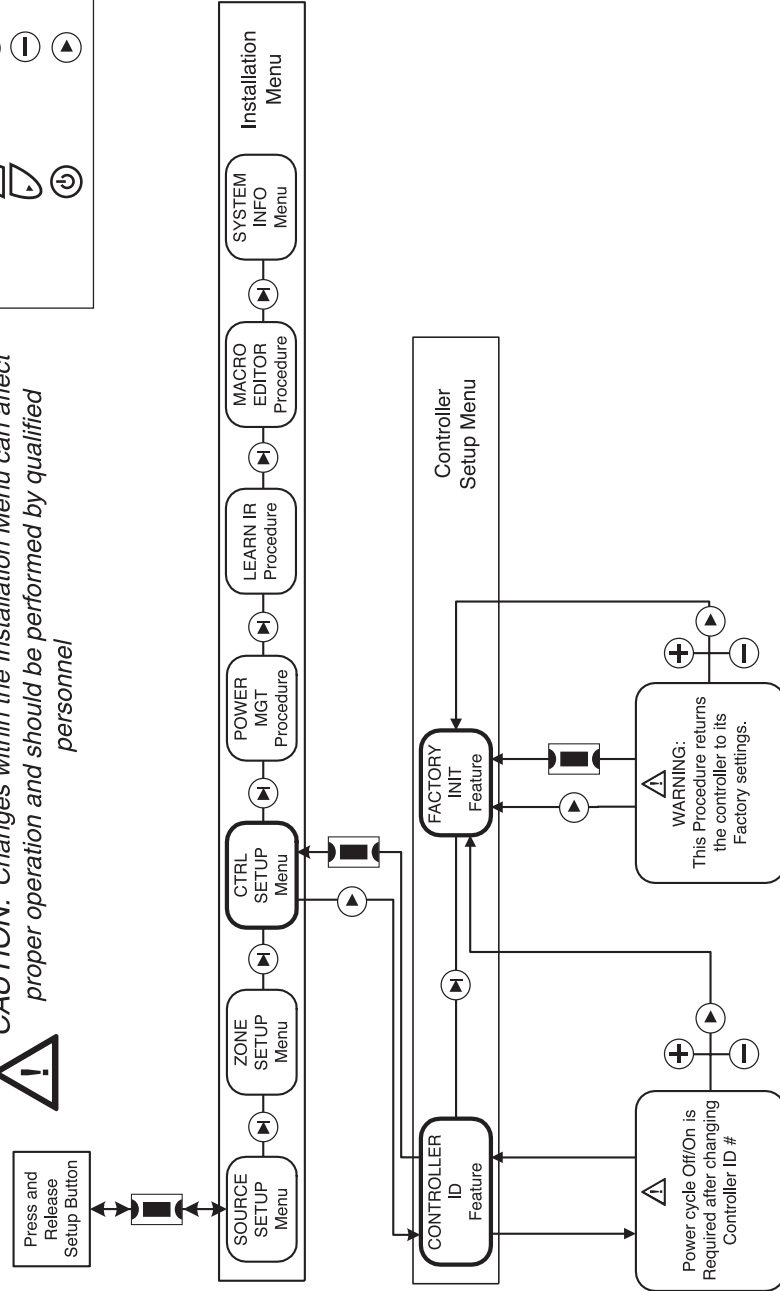 CAUTION: Changes within the Installation Menu can affect
proper operation and should be performed by qualified
personnel
Press and
Release
Setup Button
SOURCE
SETUP
Menu
ZONE
SETUP
Menu
CTRL
SETUP
Menu
POWER
MGT
Procedure
LEARN IR
Procedure
MACRO
EDITOR
Procedure
SYSTEM
INFO
Menu
Installation
Menu
CONTROLLER
ID
Feature
FACTORY
INIT
Feature
Controller
Setup Menu
Power cycle Off/On is
Required after changing
Controller ID #
WARNING:
This Procedure returns
the controller to its
Factory settings.